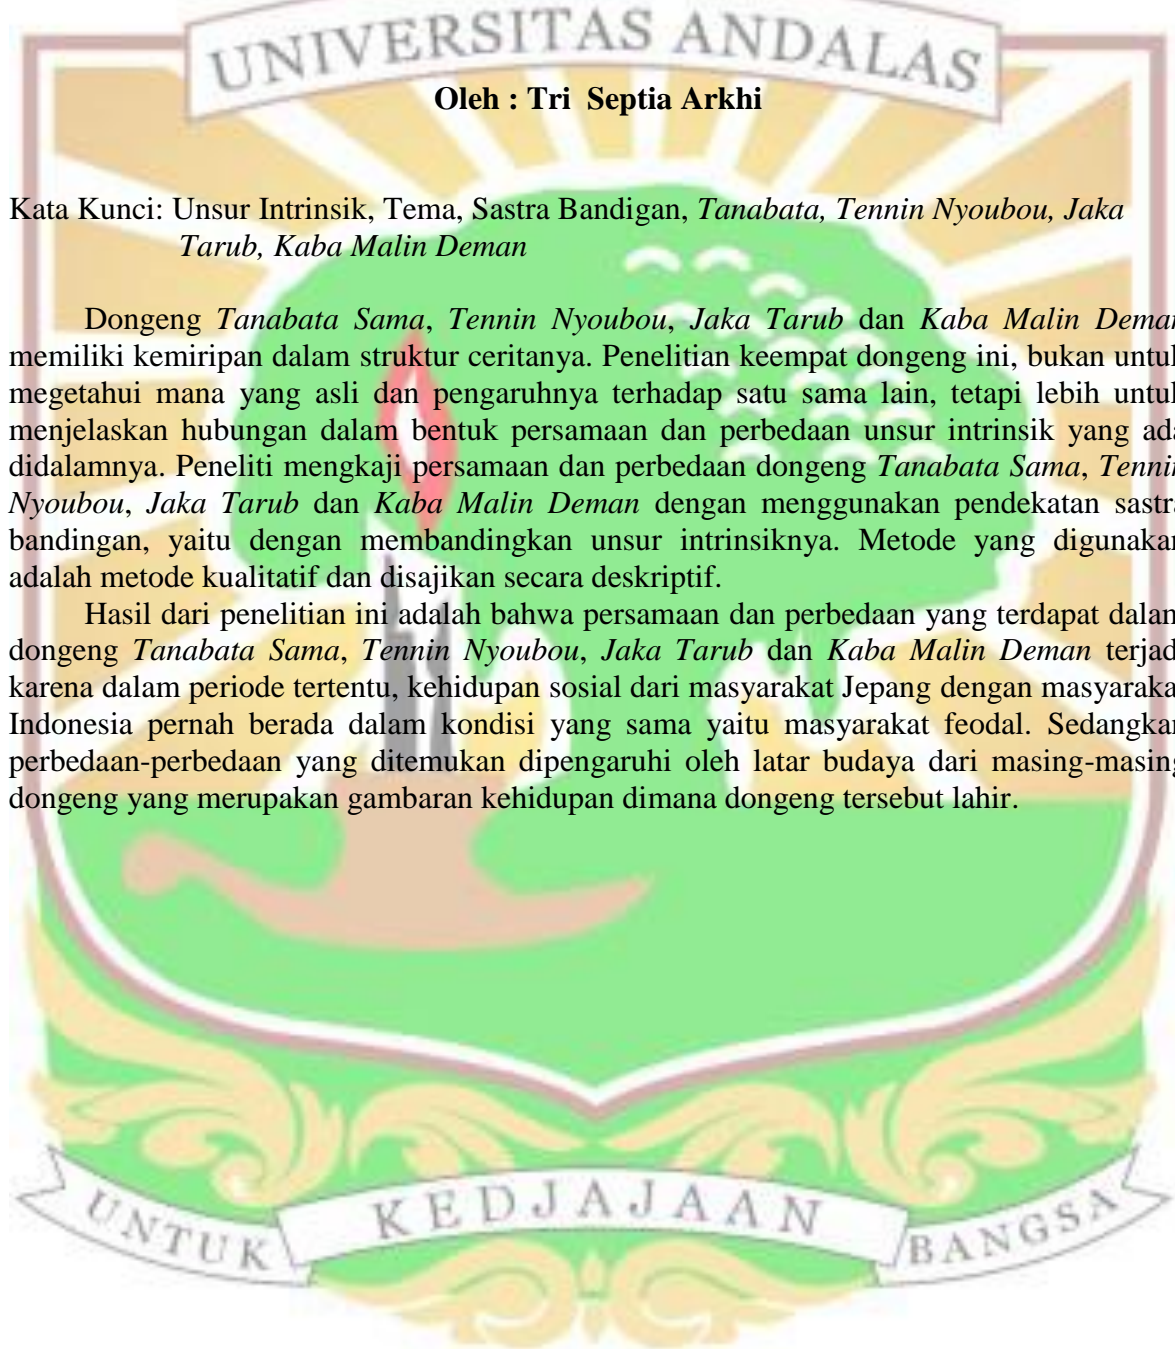 UNIVERSITAS ANDALAS
Oleh : Tri Septia Arkhi
Kata Kunci: Unsur Intrinsik, Tema, Sastra Bandigan, Tanabata, Tennin Nyoubou, Jaka
Tarub, Kaba Malin Deman
Dongeng Tanabata Sama, Tennin Nyoubou, Jaka Tarub dan Kaba Malin Deman
memiliki kemiripan dalam struktur ceritanya. Penelitian keempat dongeng ini, bukan untuk
megetahui mana yang asli dan pengaruhnya terhadap satu sama lain, tetapi lebih untuk
menjelaskan hubungan dalam bentuk persamaan dan perbedaan unsur intrinsik yang ada
didalamnya. Peneliti mengkaji persamaan dan perbedaan dongeng Tanabata Sama, Tennin
Nyoubou, Jaka Tarub dan Kaba Malin Deman dengan menggunakan pendekatan sastra
bandingan, yaitu dengan membandingkan unsur intrinsiknya. Metode yang digunakan
adalah metode kualitatif dan disajikan secara deskriptif.
Hasil dari penelitian ini adalah bahwa persamaan dan perbedaan yang terdapat dalam
dongeng Tanabata Sama, Tennin Nyoubou, Jaka Tarub dan Kaba Malin Deman terjad
karena dalam periode tertentu, kehidupan sosial dari masyarakat Jepang dengan masyaraka
Indonesia pernah berada dalam kondisi yang sama yaitu masyarakat feodal. Sedangkan
perbedaan-perbedaan yang ditemukan dipengaruhi oleh latar budaya dari masing-masing
dongeng yang merupakan gambaran kehidupan dimana dongeng tersebut lahir.
UNTUK KEDJAJAAN BANGSA